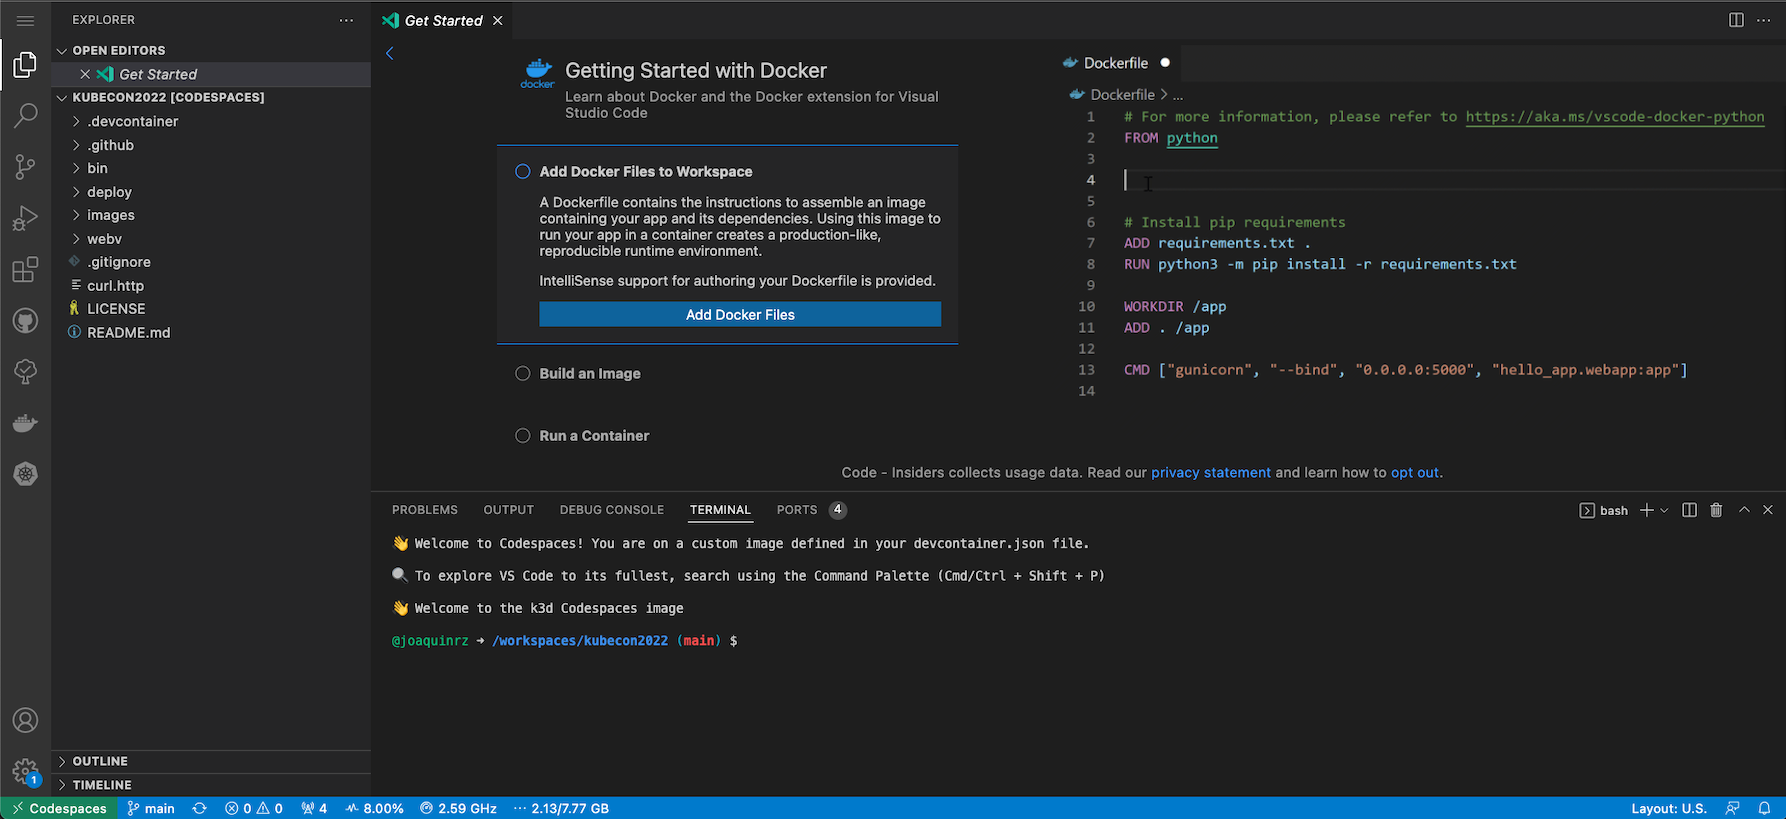 EXPLORER
OPEN EDITORS
Get Started
KUBECON2022 [CODESPACES]
.devcontainer
.github
bin
deploy
images
webv
.gitignore
curl.http
LICENSE
README.md
OUTLINE
TIMELINE
1
Get Started
docker
Getting Started with Docker
Learn about Docker and the Docker extension for Visual
Studio Code
Add Docker Files to Workspace
A Dockerfile contains the instructions to assemble an image
containing your app and its dependencies. Using this image to
run your app in a container creates a production-like,
reproducible runtime environment.
IntelliSense support for authoring your Dockerfile is provided.
Add Docker Files
Build an Image
Run a Container
Dockerfile
Dockerfile > ...
1 # For more information, please refer to https://aka.ms/vscode-docker-python
2 FROM python
3
4
5
6 # Install pip requirements
7 ADD requirements.txt .
8 RUN python3 -m pip install -r requirements.txt
9
10 WORKDIR /app
11 ADD . /app
12
13 CMD ["gunicorn", "--bind", "0.0.0.0:5000", "hello_app.webapp:app"]
14
Code - Insiders collects usage data. Read our privacy statement and learn how to opt out.
PROBLEMS OUTPUT DEBUG CONSOLE TERMINAL PORTS 4
bash
👋 Welcome to Codespaces! You are on a custom image defined in your devcontainer.json file.
🔍 To explore VS Code to its fullest, search using the Command Palette (Cmd/Ctrl + Shift + P)
👋 Welcome to the k3d Codespaces image
@joaquinrz → /workspaces/kubecon2022 (main) $
Codespaces main 0 0 4 8.00% 2.59 GHz ··· 2.13/7.77 GB Layout: U.S.